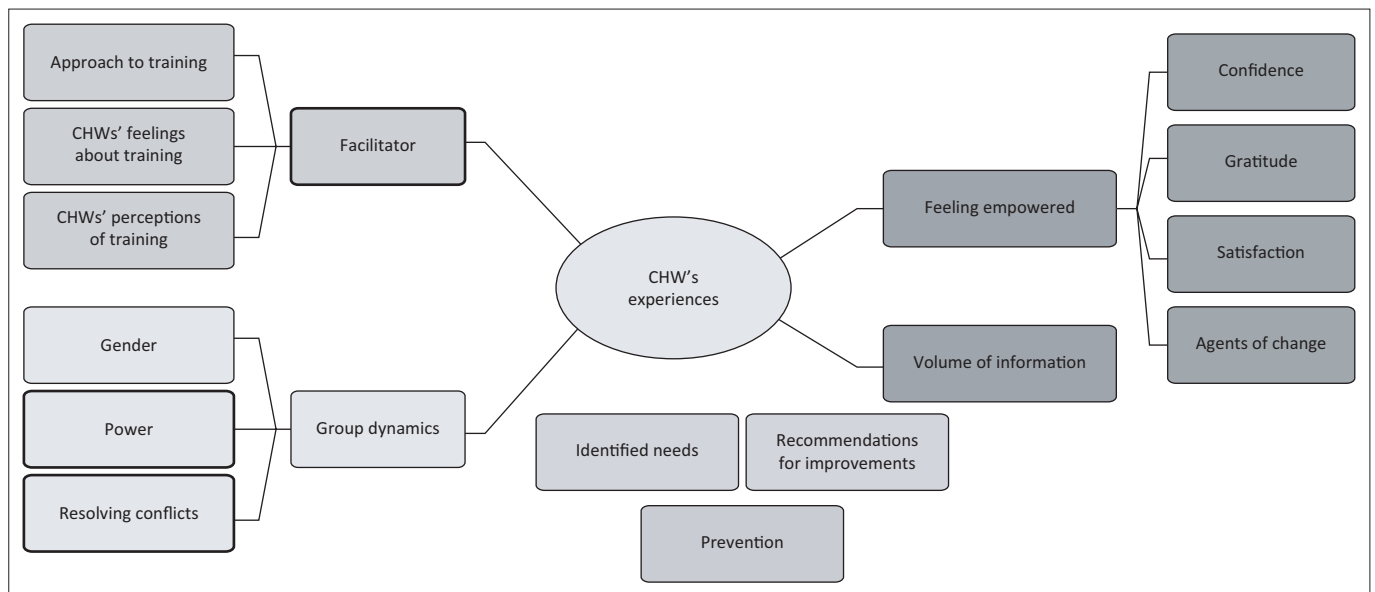 Approach to training
CHWs' feelings
about training
CHWs' perceptions
of training
Facilitator
Gender
Power
Resolving conflicts
Group dynamics
CHW's
experiences
Identified needs
Recommendations
for improvements
Prevention
Feeling empowered
Volume of information
Confidence
Gratitude
Satisfaction
Agents of change